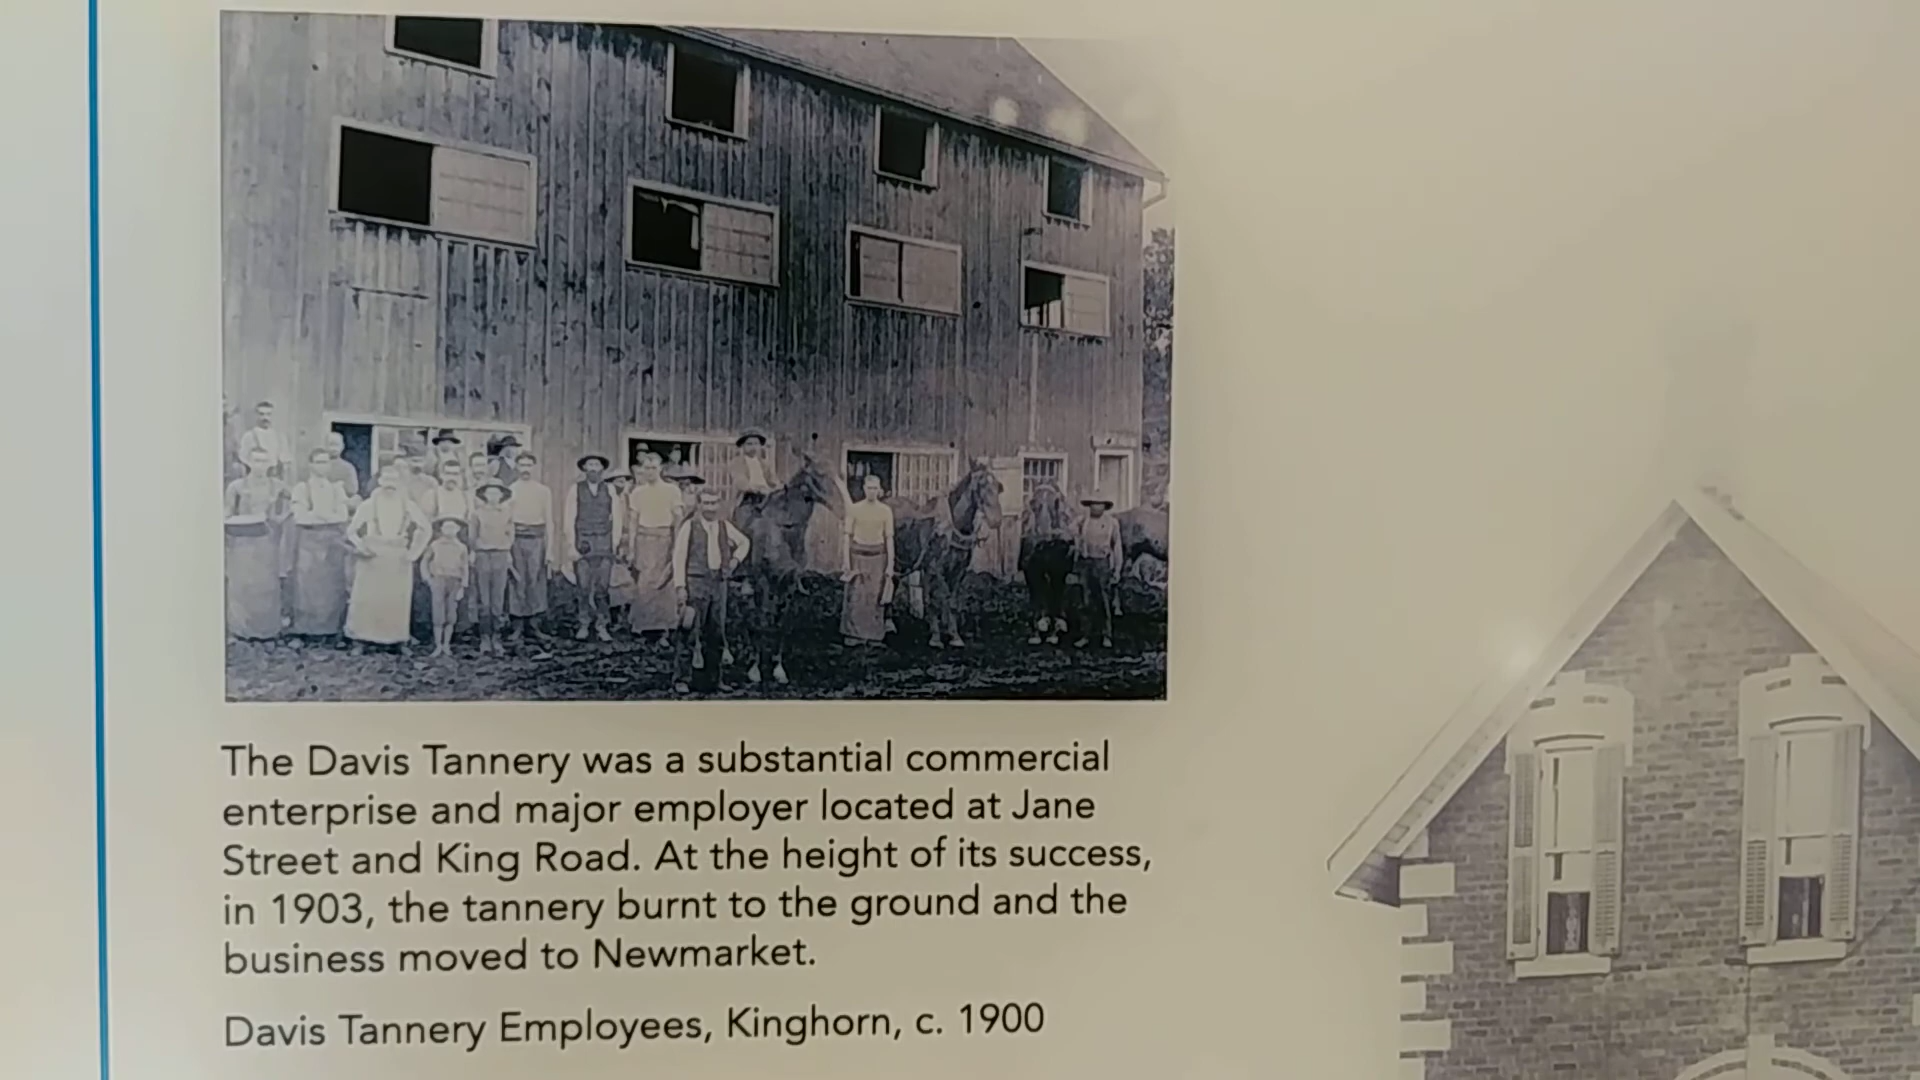 The Davis Tannery was a substantial commercial
enterprise and major employer located at Jane
Street and King Road. At the height of its success,
in 1903, the tannery burnt to the ground and the
business moved to Newmarket.
Davis Tannery Employees, Kinghorn, c. 1900